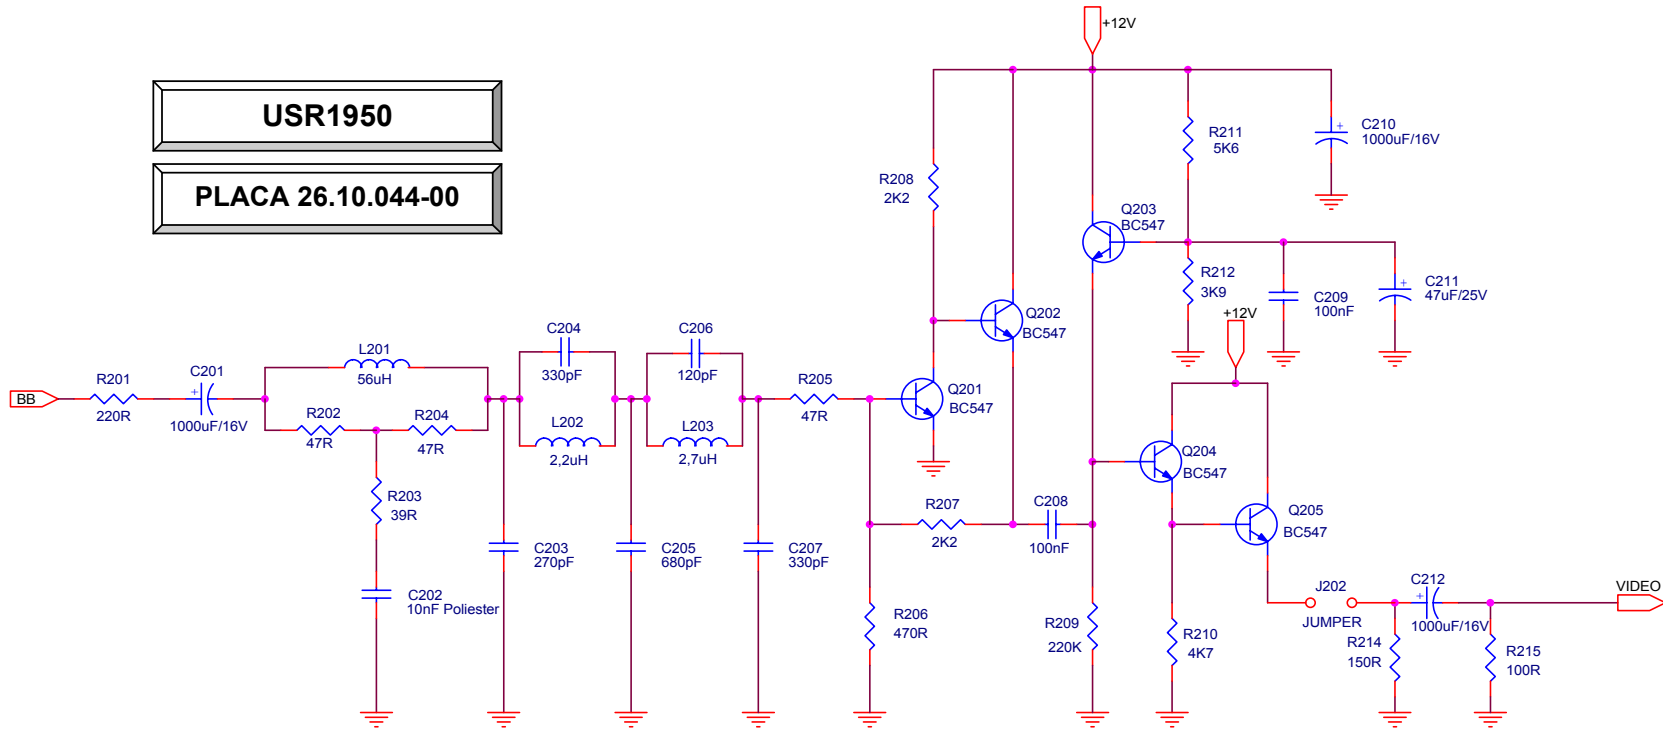 +12V
USR1950
PLACA 26.10.044-00
R208
2K2
R211
5K6
C210
1000uF/16V
Q203
BC547
R212
3K9
C209
100nF
C211
47uF/25V
+12V
Q202
BC547
C204
330pF
C206
120pF
L201
56uH
BB
R201
220R
C201
1000uF/16V
R202
47R
R204
47R
L202
2,2uH
L203
2,7uH
R205
47R
Q201
BC547
Q204
BC547
R203
39R
R207
2K2
C208
100nF
Q205
BC547
C203
270pF
C205
680pF
C207
330pF
C202
10nF Poliester
R206
470R
R209
220K
R210
4K7
J202
JUMPER
C212
1000uF/16V
VIDEO
R214
150R
R215
100R